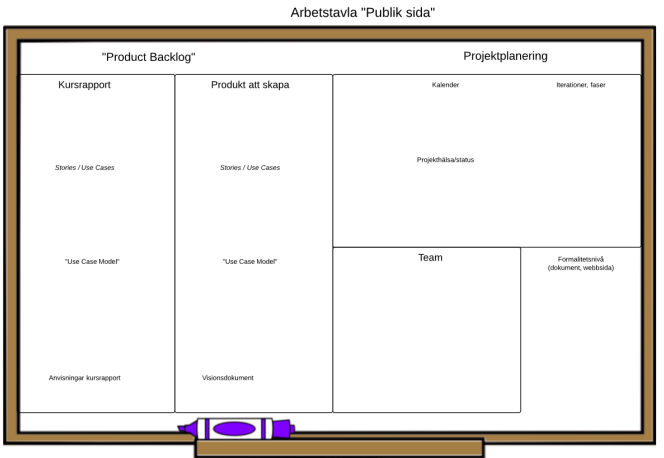 Arbetstavla "Publik sida"
"Product Backlog"
Projektplanering
Kursrapport
Produkt att skapa
Kalender
Iterationer, faser
Stories / Use Cases
Stories / Use Cases
Projekthälsa/status
"Use Case Model"
"Use Case Model"
Team
Formalitetsnivå
(dokument, webbsida)
Anvisningar kursrapport
Visionsdokument